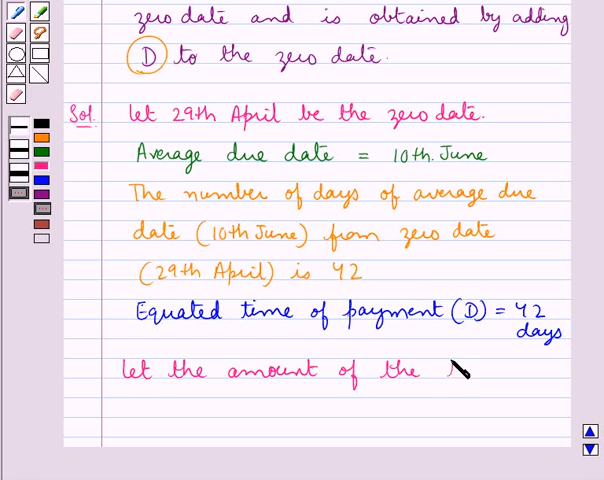 zero date and is obtained by adding
D to the zero date.
Sol. let 29th April be the zero date.
Average due date = 10th June
The number of days of average due
date (10th June) from zero date
(29th April) is 42
Equated time of payment (D) = 42
days
let the amount of the